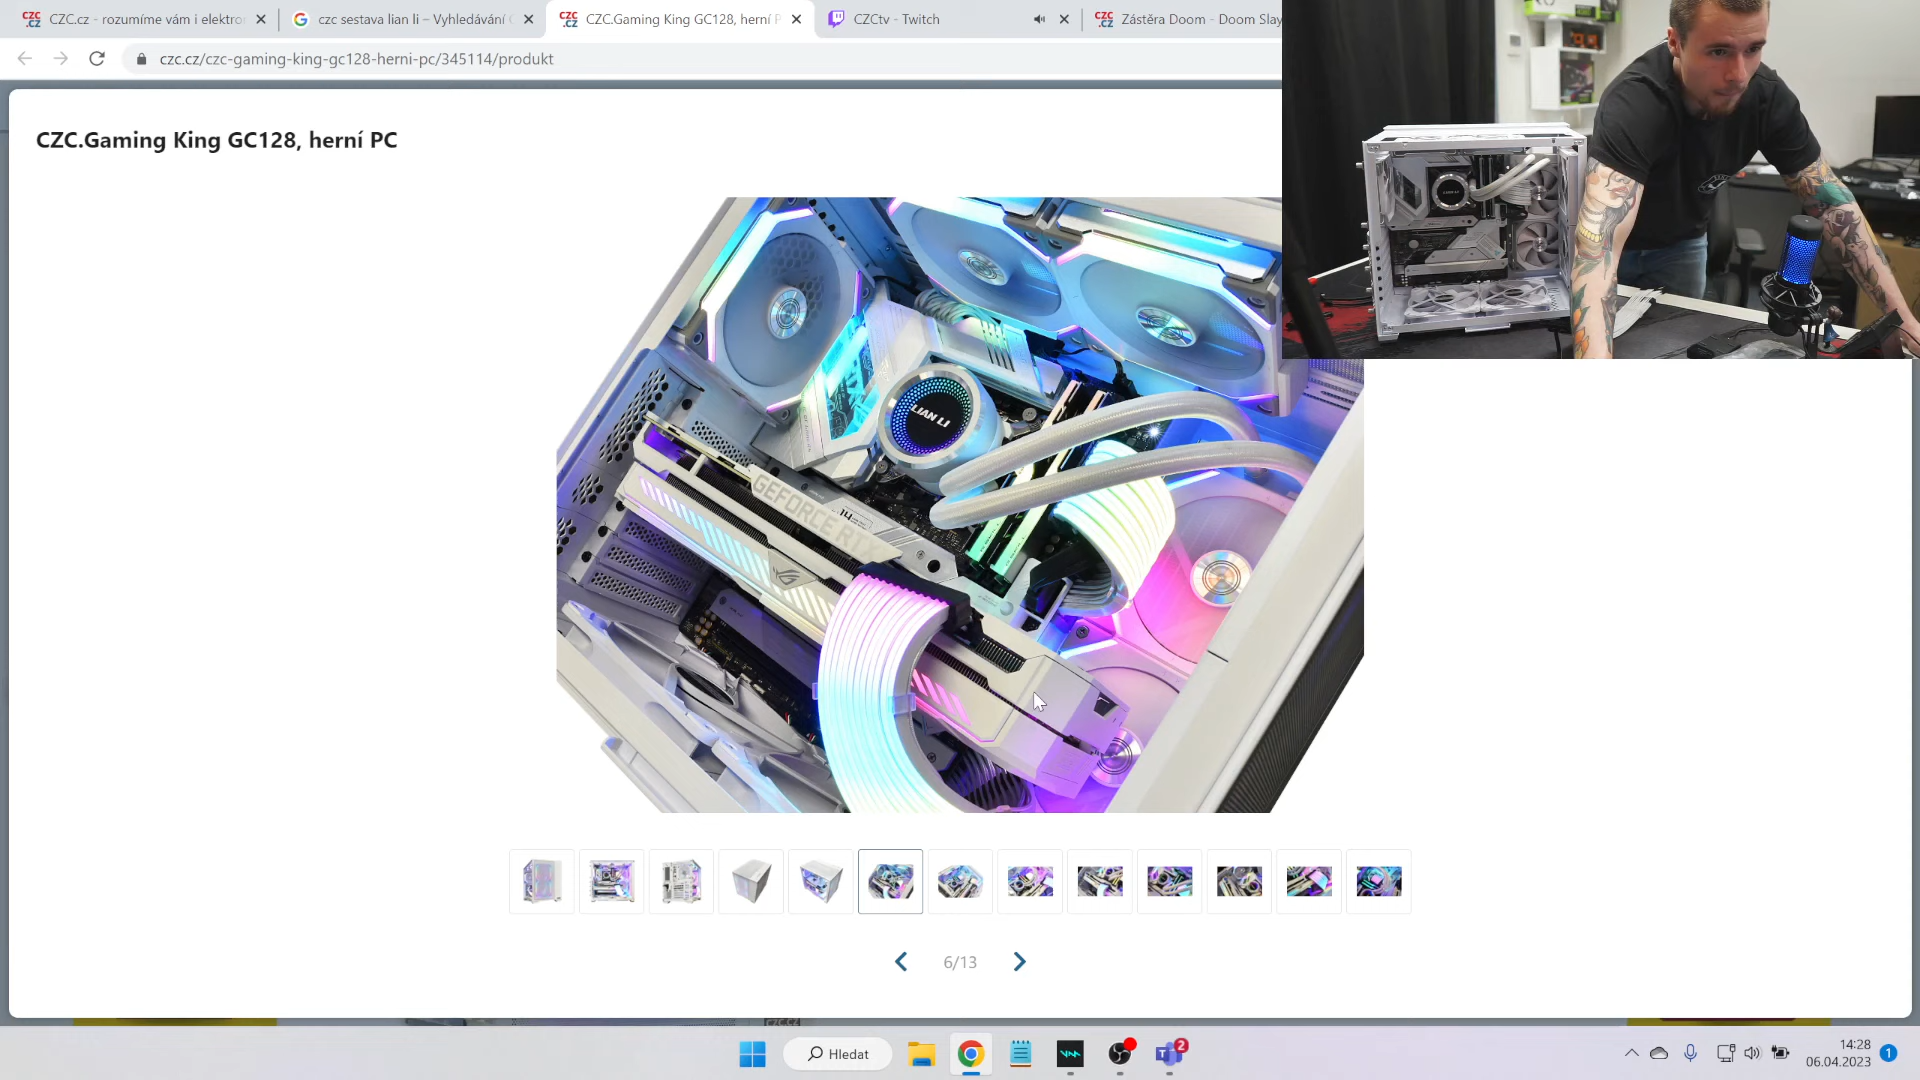 CZC.cz - rozumíme vám i elektro
czc sestava lian li – Vyhledávání
CZC.Gaming King GC128, herní P
CZCtv - Twitch
Zástěra Doom - Doom Slay
czc.cz/czc-gaming-king-gc128-herni-pc/345114/produkt
CZC.Gaming King GC128, herní PC
LIAN LI
GEFORCE RTX
6/13
Hledat
2
14:28
06.04.2023
1